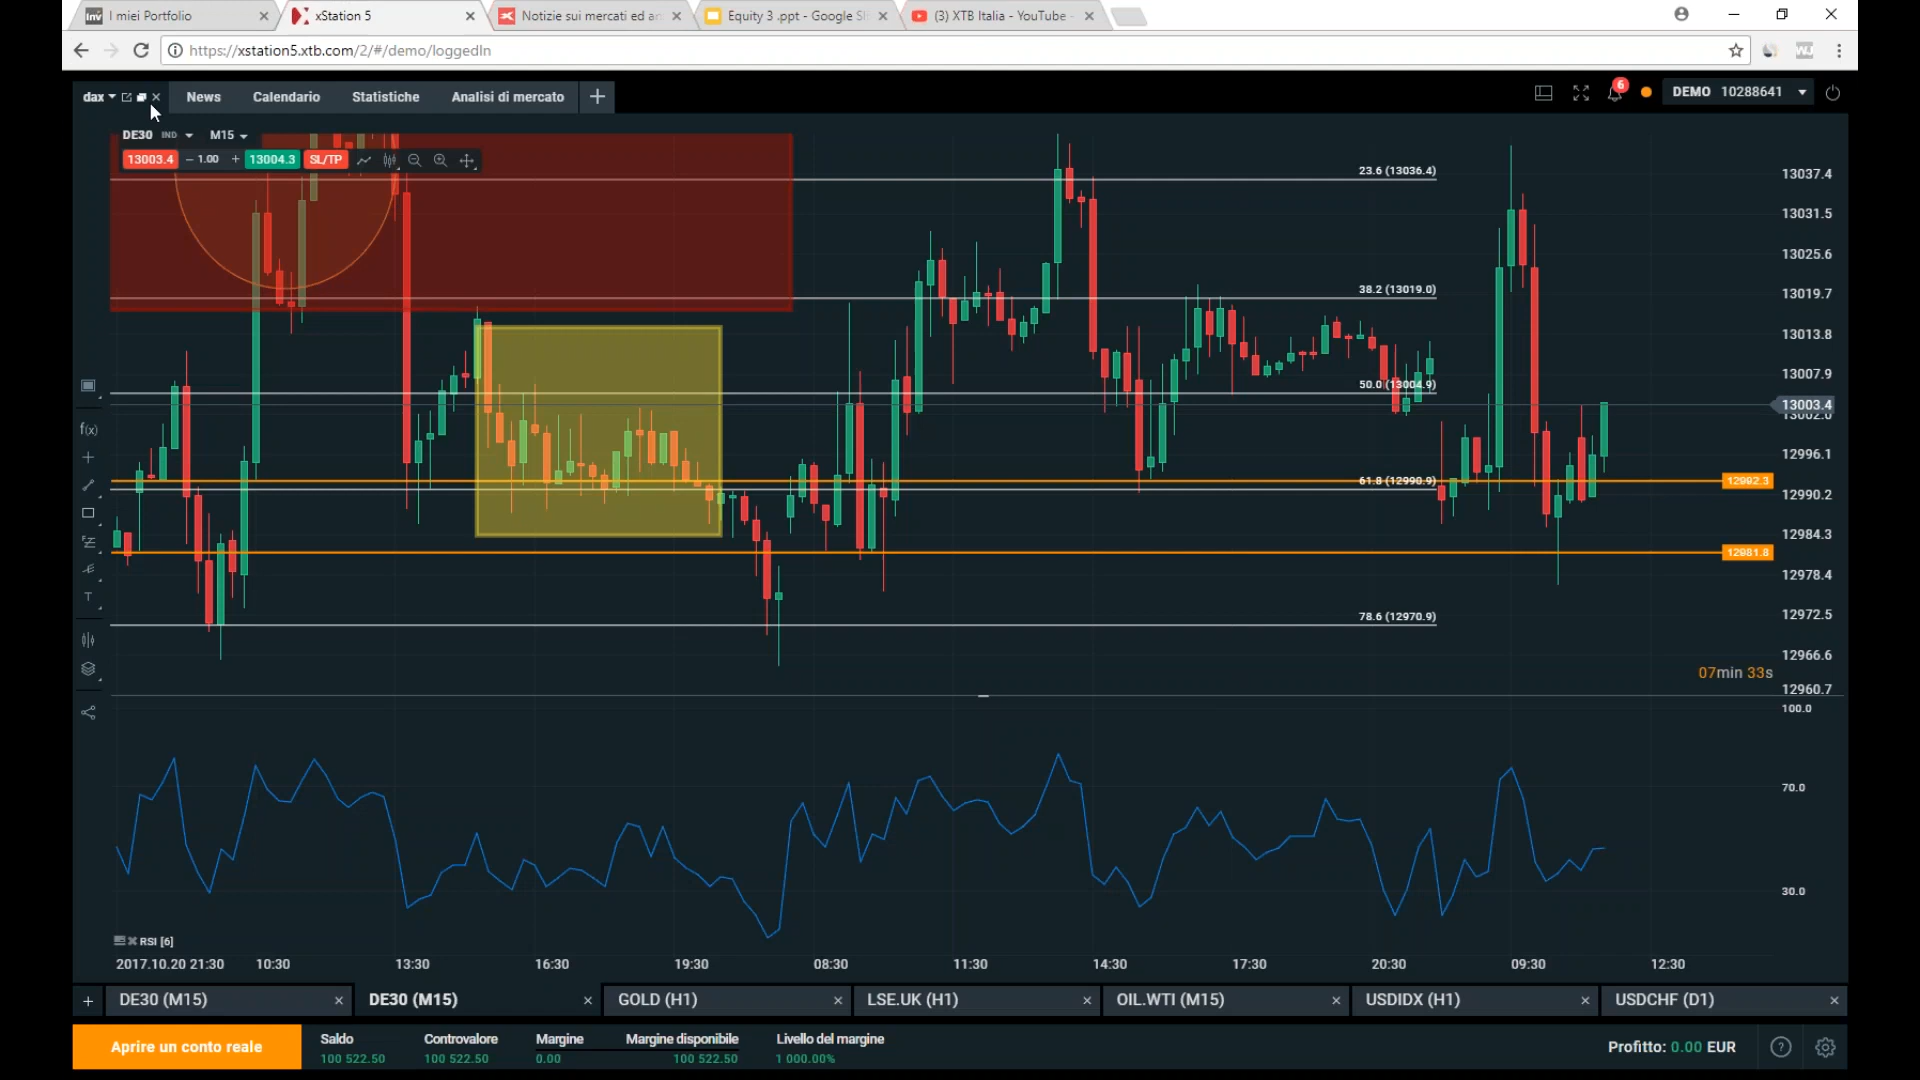 I miei Portfolio
xStation 5
Notizie sui mercati ed an
Equity 3 .ppt - Google Sl
(3) XTB Italia - YouTube -
https://xstation5.xtb.com/2/#/demo/loggedIn
dax
News
Calendario
Statistiche
Analisi di mercato
6
DEMO 10288641
DE30 IND M15
13003.4 – 1.00 + 13004.3 SL/TP
23.6 (13036.4)
38.2 (13019.0)
50.0 (13004.9)
61.8 (12990.9)
78.6 (12970.9)
13037.4
13031.5
13025.6
13019.7
13013.8
13007.9
13003.4
13002.0
12996.1
12992.3
12990.2
12984.3
12981.8
12978.4
12972.5
12966.6
07min 33s
12960.7
100.0
70.0
30.0
f(x)
T
RSI [6]
2017.10.20 21:30 10:30 13:30 16:30 19:30 08:30 11:30 14:30 17:30 20:30 09:30 12:30
+ DE30 (M15) DE30 (M15) GOLD (H1) LSE.UK (H1) OIL.WTI (M15) USDIDX (H1) USDCHF (D1)
Aprire un conto reale
Saldo Controvalore Margine Margine disponibile Livello del margine
100 522.50 100 522.50 0.00 100 522.50 1 000.00%
Profitto: 0.00 EUR